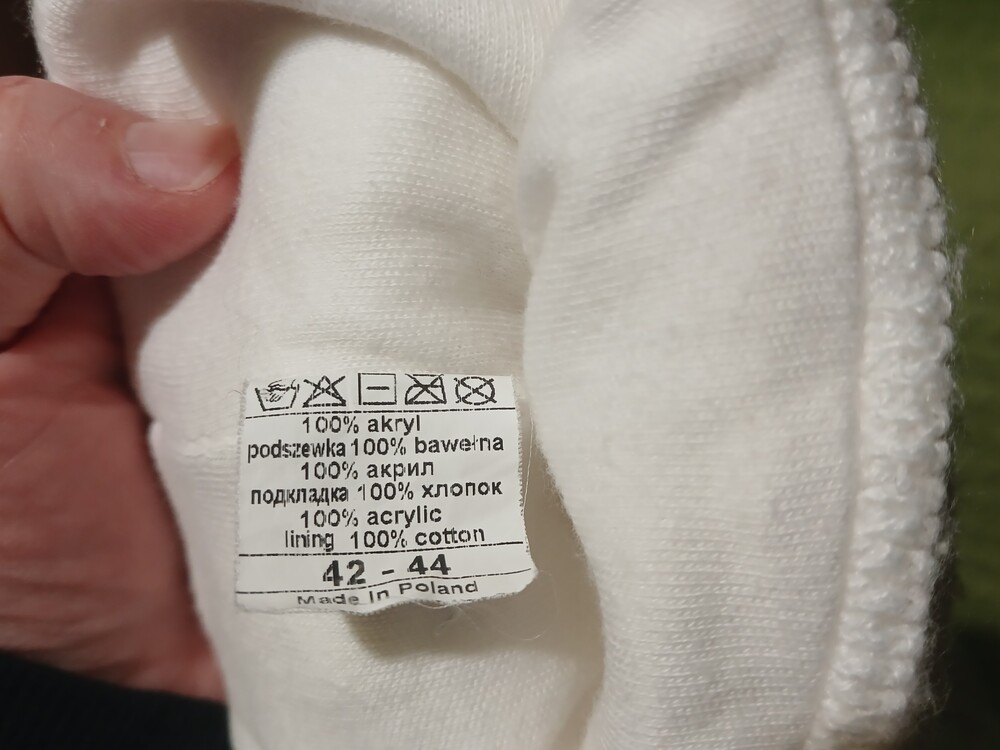 100% akryl
podszewka 100% bawełna
100% акрил
подкладка 100% хлопок
100% acrylic
lining 100% cotton
42 - 44
Made in Poland